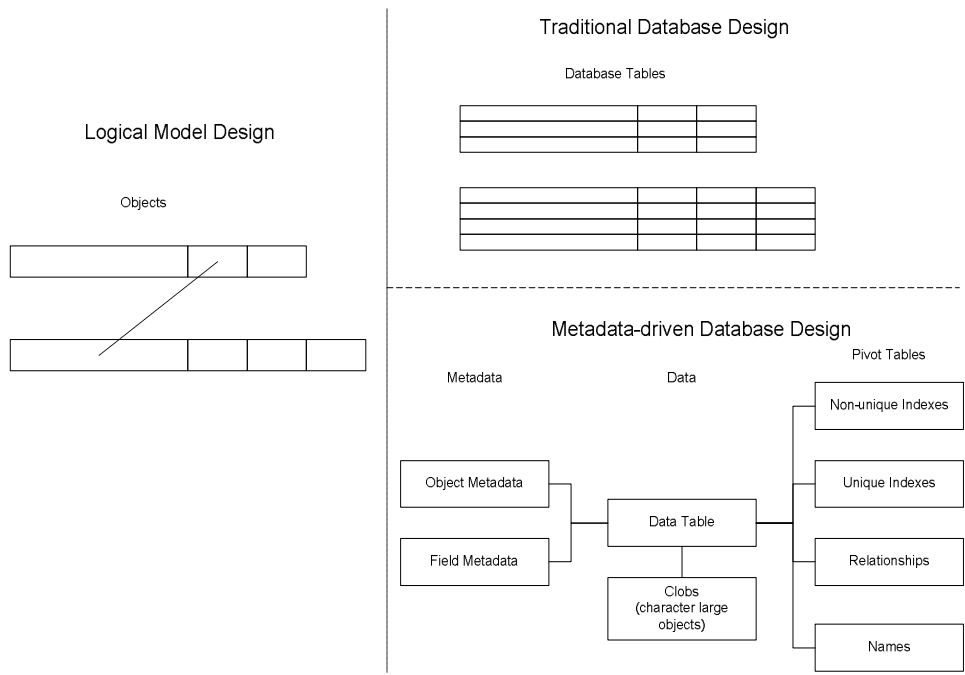 Logical Model Design
Objects
Traditional Database Design
Database Tables
Metadata-driven Database Design
Metadata
Data
Pivot Tables
Object Metadata
Field Metadata
Data Table
Clobs
(character large
objects)
Non-unique Indexes
Unique Indexes
Relationships
Names